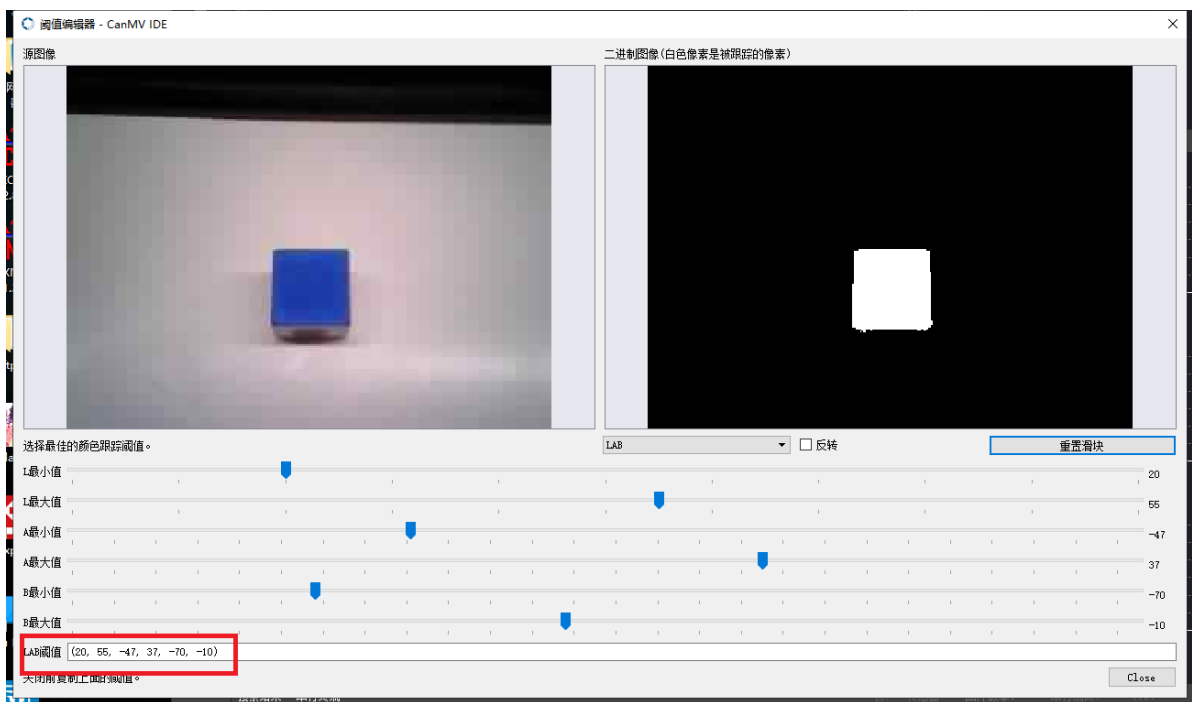 阈值编辑器 - CanMV IDE
源图像
二进制图像(白色像素是被跟踪的像素)
选择最佳的颜色跟踪阈值。
LAB
反转
重置滑块
L最小值 20
L最大值 55
A最小值 -47
A最大值 37
B最小值 -70
B最大值 -10
LAB阈值 (20, 55, -47, 37, -70, -10)
关闭前复制上面的阈值。
Close